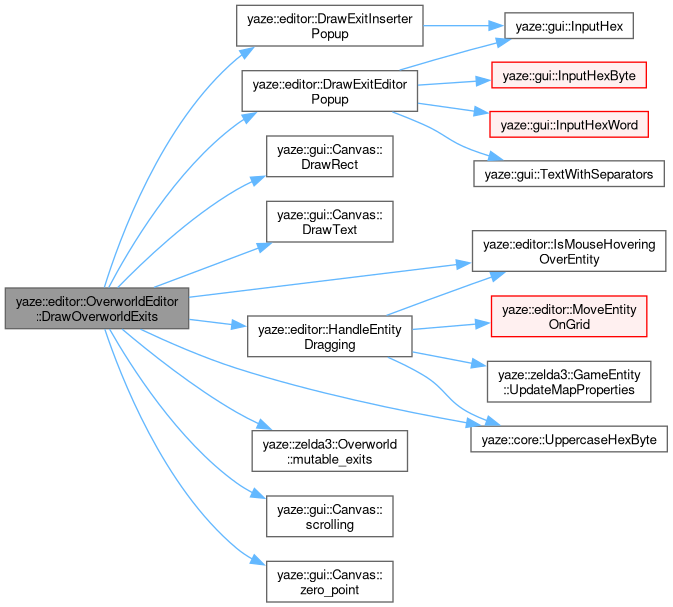 yaze::editor::OverworldEditor
::DrawOverworldExits
yaze::editor::DrawExitInserter
Popup
yaze::editor::DrawExitEditor
Popup
yaze::gui::Canvas::
DrawRect
yaze::gui::Canvas::
DrawText
yaze::editor::HandleEntity
Dragging
yaze::zelda3::Overworld
::mutable_exits
yaze::gui::Canvas::
scrolling
yaze::gui::Canvas::
zero_point
yaze::gui::InputHex
yaze::gui::InputHexByte
yaze::gui::InputHexWord
yaze::gui::TextWithSeparators
yaze::editor::IsMouseHovering
OverEntity
yaze::editor::MoveEntity
OnGrid
yaze::zelda3::GameEntity
::UpdateMapProperties
yaze::core::UppercaseHexByte